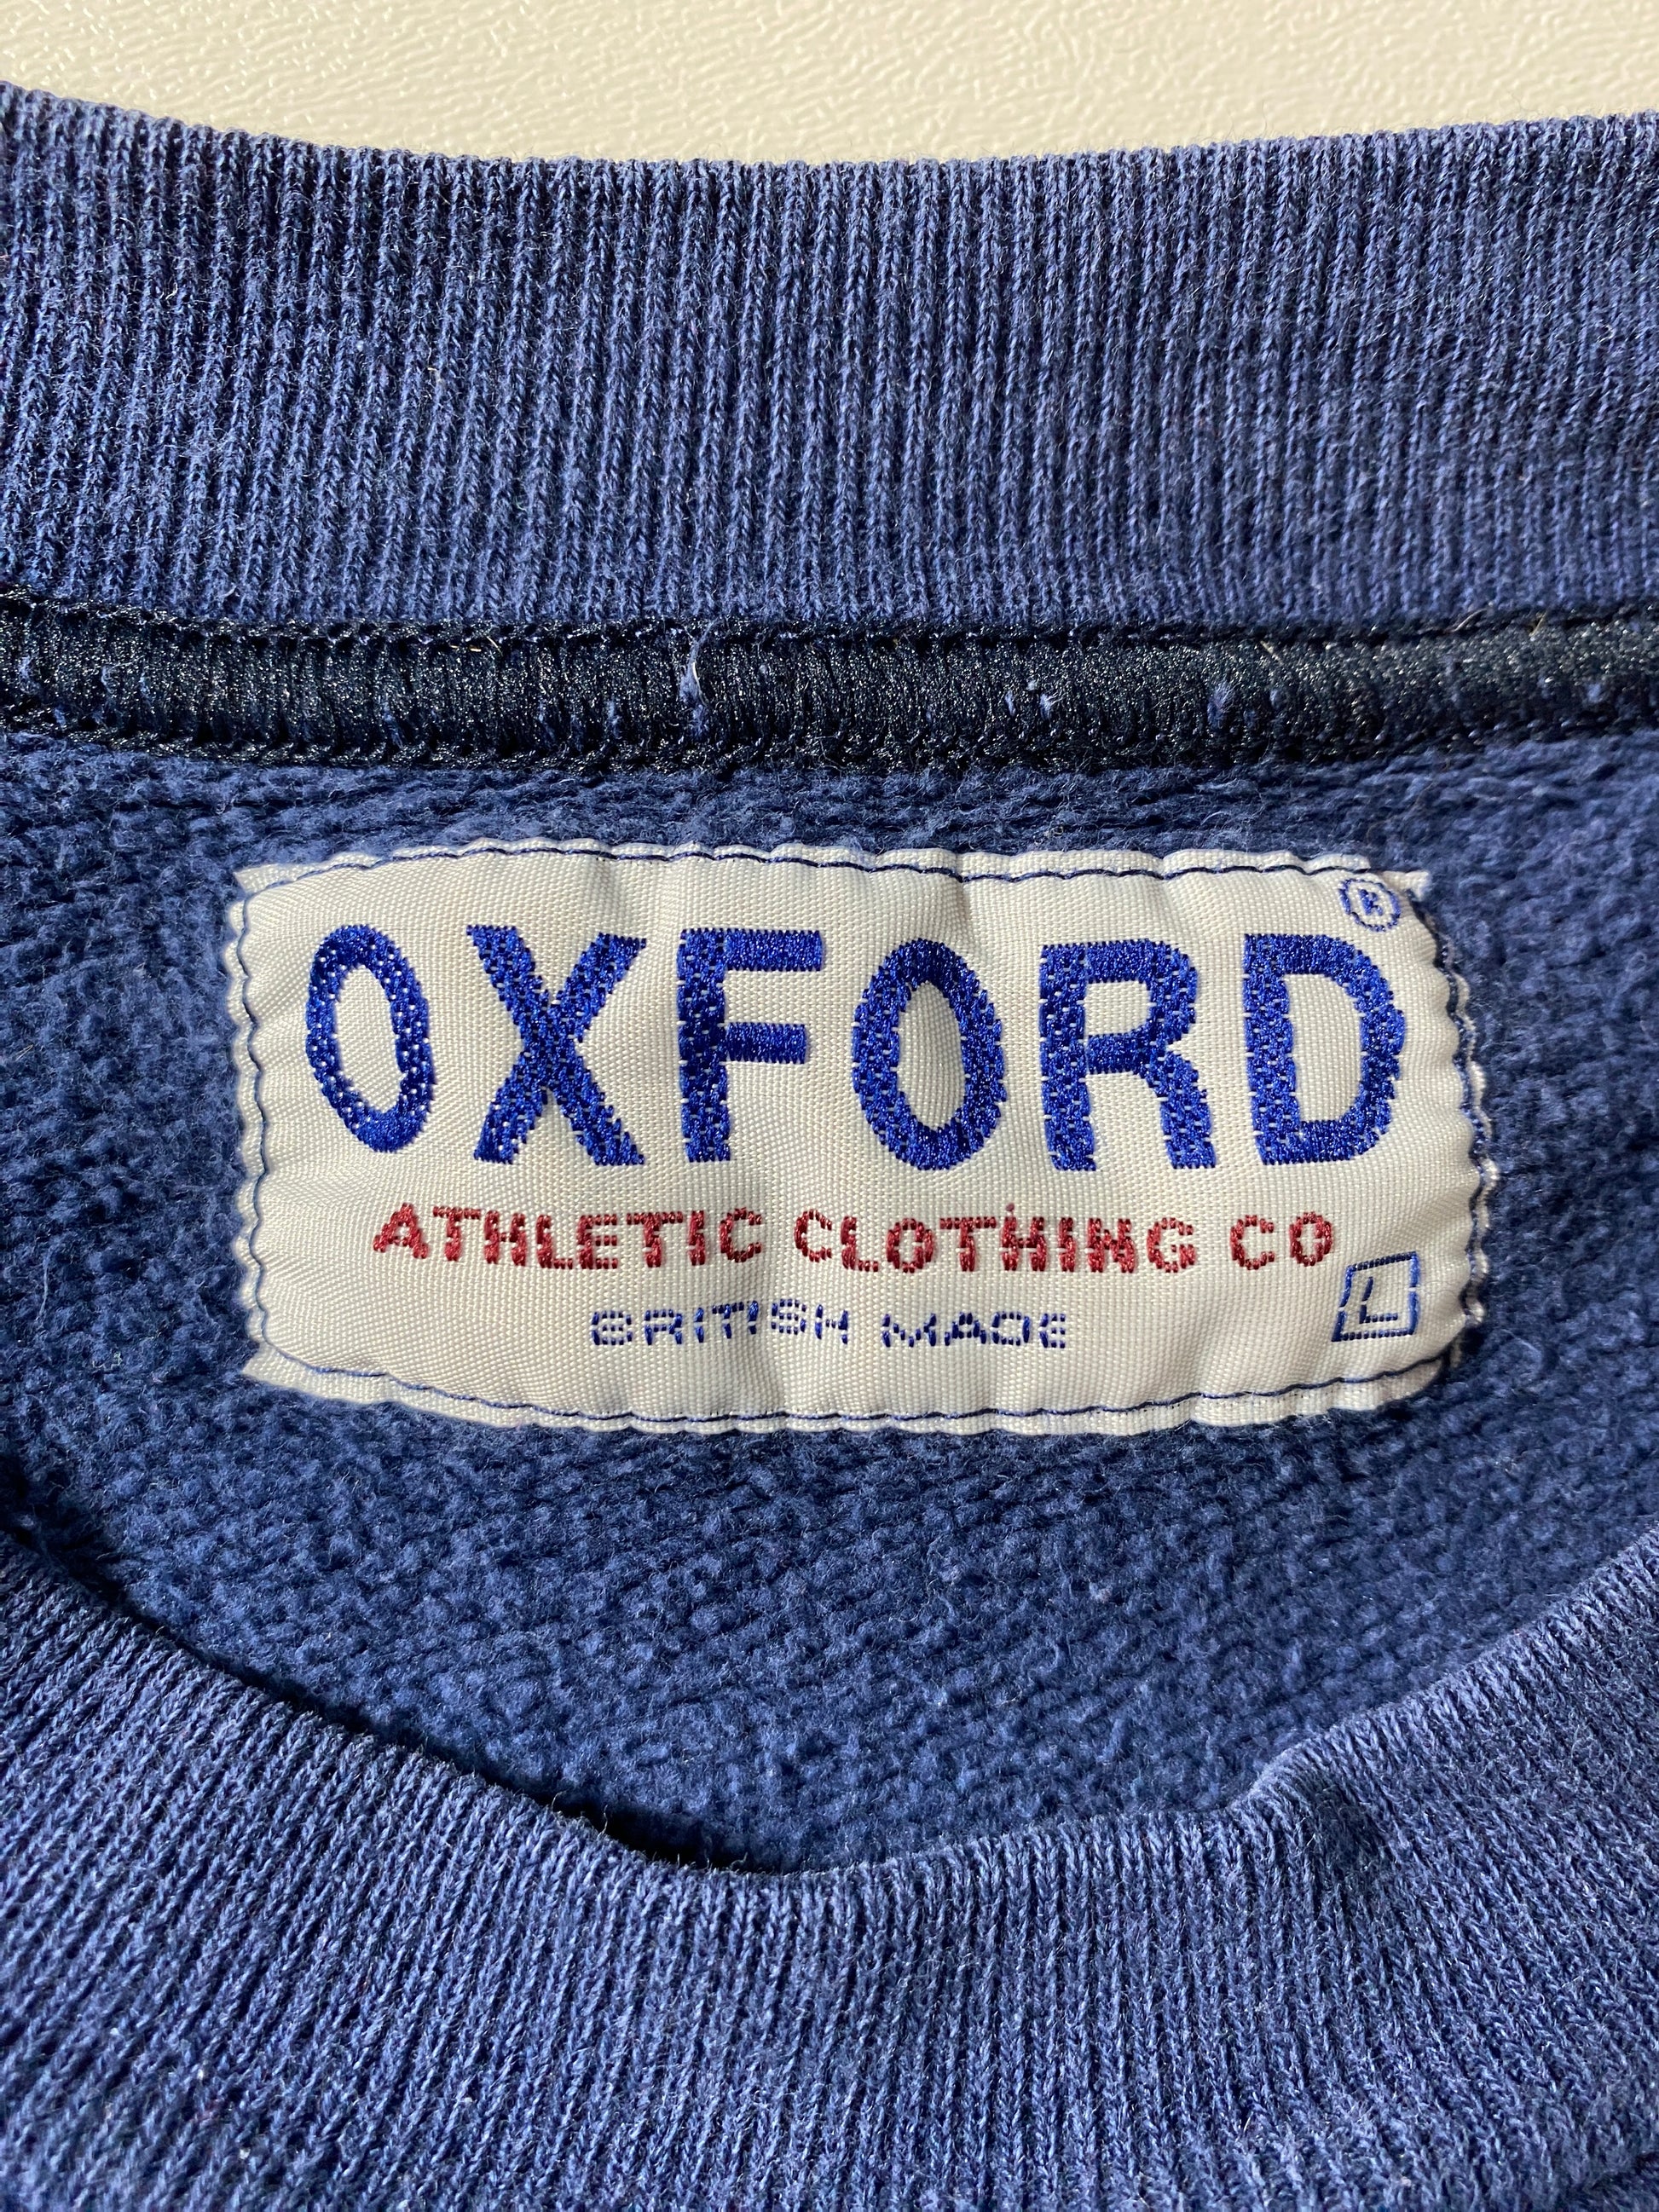 OXFORD®
ATHLETIC CLOTHING CO
BRITISH MADE
L